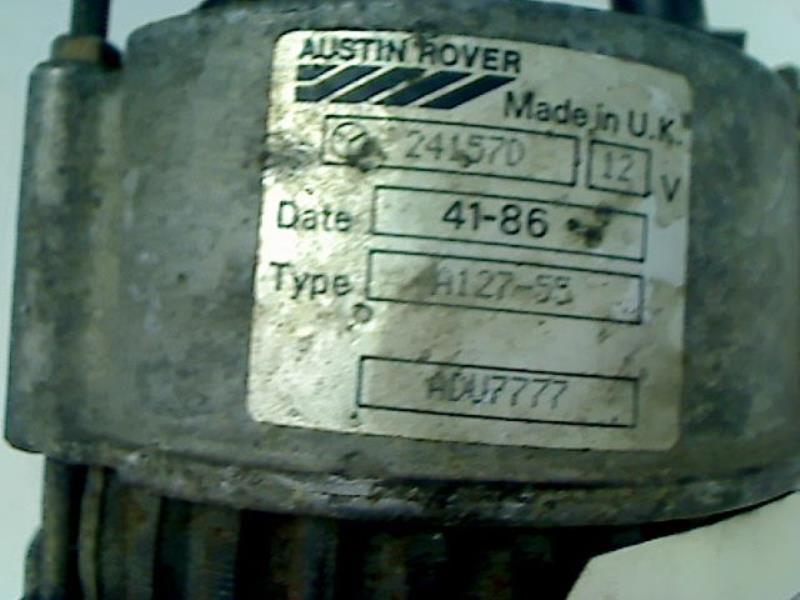 AUSTIN ROVER
Made in U.K.
24157D 12 V
Date 41-86
Type A127-55
ADU7777